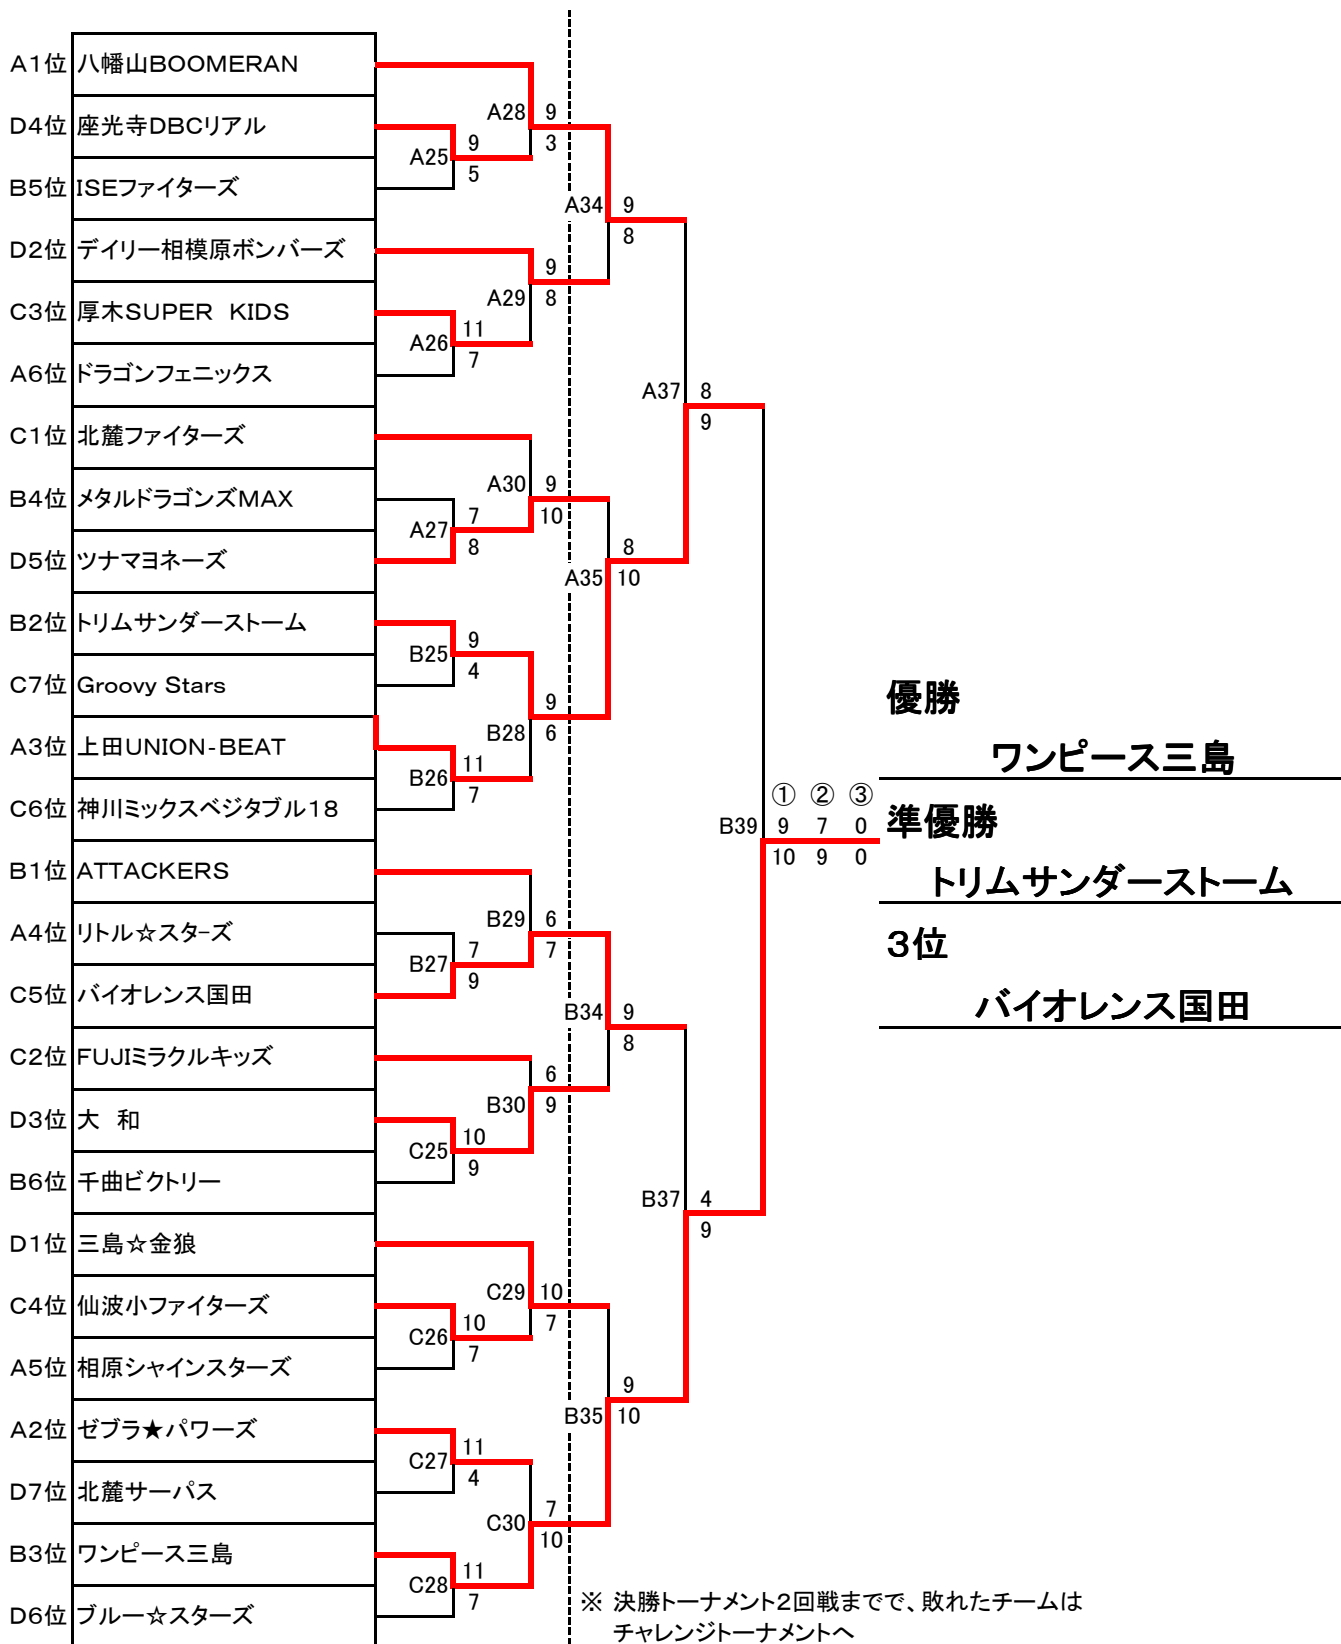 A1位 八幡山BOOMERAN
D4位 座光寺DBCリアル
B5位 ISEファイターズ
D2位 デイリー相模原ボンバーズ
C3位 厚木SUPER　KIDS
A6位 ドラゴンフェニックス
C1位 北麓ファイターズ
B4位 メタルドラゴンズMAX
D5位 ツナマヨネーズ
B2位 トリムサンダーストーム
C7位 Groovy Stars
A3位 上田UNION-BEAT
C6位 神川ミックスベジタブル18
B1位 ATTACKERS
A4位 リトル☆スターズ
C5位 バイオレンス国田
C2位 FUJIミラクルキッズ
D3位 大　和
B6位 千曲ビクトリー
D1位 三島☆金狼
C4位 仙波小ファイターズ
A5位 相原シャインスターズ
A2位 ゼブラ★パワーズ
D7位 北麓サーパス
B3位 ワンピース三島
D6位 ブルー☆スターズ
A25 9 5
A26 11 7
A27 7 8
B25 9 4
B26 11 7
B27 7 9
C25 10 9
C26 10 7
C27 11 4
C28 11 7
A28 9 3
A29 9 8
A30 9 10
B28 9 6
B29 6 7
B30 6 9
C29 10 7
C30 7 10
A34 9 8
A35 8 10
B34 9 8
B35 9 10
A37 8 9
B37 4 9
① ② ③
B39 9 7 0
10 9 0
優勝
ワンピース三島
準優勝
トリムサンダーストーム
3位
バイオレンス国田
※ 決勝トーナメント2回戦までで、敗れたチームは
チャレンジトーナメントへ